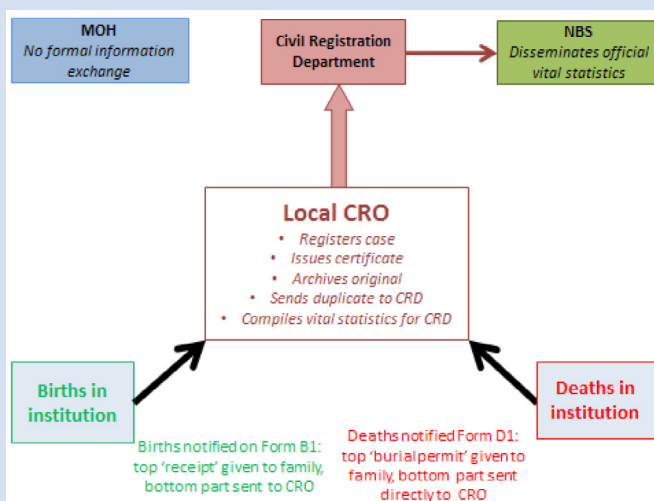 MOH
No formal information
exchange
Civil Registration
Department
NBS
Disseminates official
vital statistics
Local CRO
• Registers case
• Issues certificate
• Archives original
• Sends duplicate to CRD
• Compiles vital statistics for CRD
Births in
institution
Deaths in
institution
Births notified on Form B1:
top 'receipt' given to family,
bottom part sent to CRO
Deaths notified Form D1:
top 'burialpermit' given to
family, bottom part sent
directly to CRO